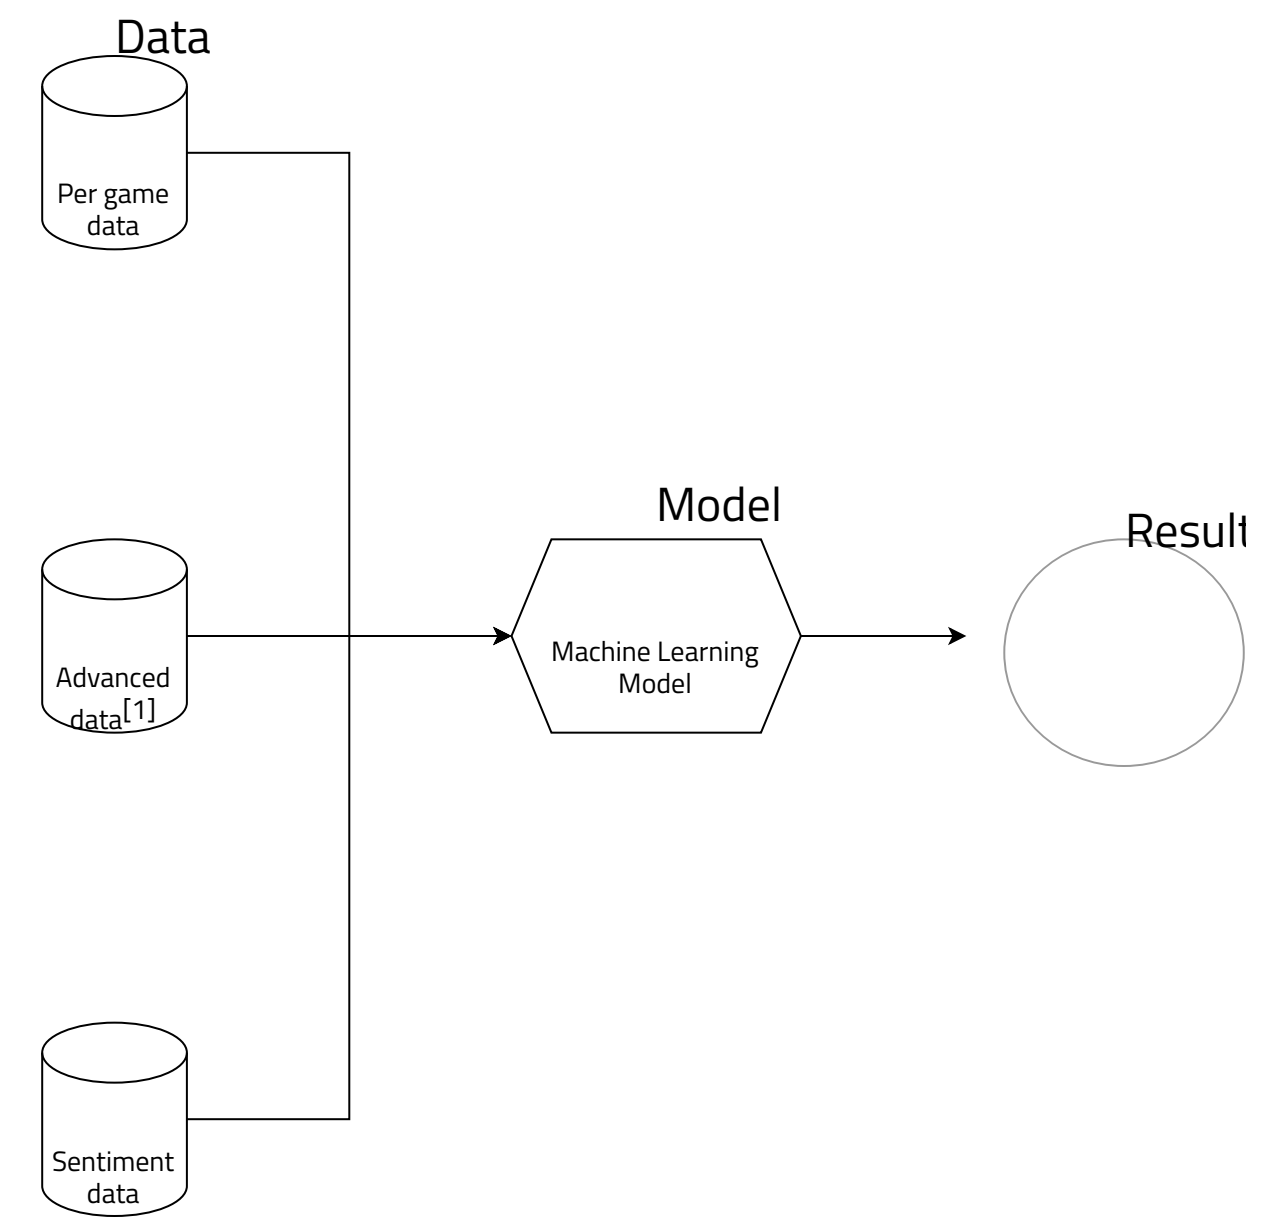 Data
Per game
data
Model
Result
Advanced
data[1]
Machine Learning
Model
Sentiment
data